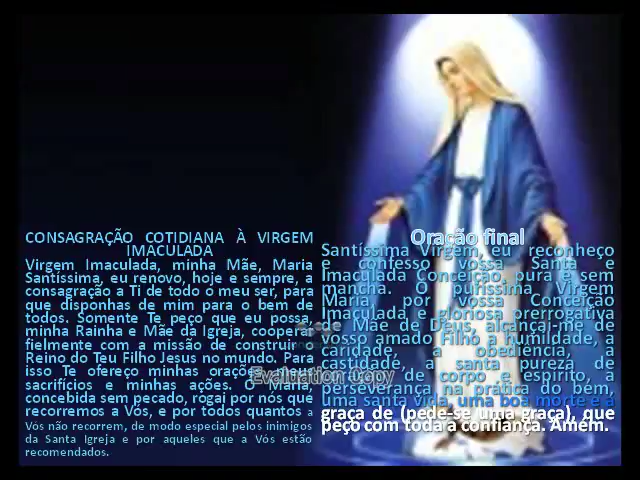 CONSAGRAÇÃO COTIDIANA À VIRGEM
IMACULADA
Virgem Imaculada, minha Mãe, Maria
Santíssima, eu renovo, hoje e sempre, a
consagração a Ti de todo o meu ser, para
que disponhas de mim para o bem de
todos. Somente Te peço que eu possa,
minha Rainha e Mãe da Igreja, cooperar
fielmente com a missão de construir o
Reino do Teu Filho Jesus no mundo. Para
isso Te ofereço minhas orações, meus
sacrifícios e minhas ações. Ó Maria,
concebida sem pecado, rogai por nós que
recorremos a Vós, e por todos quantos a
Vós não recorrem, de modo especial pelos inimigos
da Santa Igreja e por aqueles que a Vós estão
recomendados.
Oração final
Santíssima Virgem, eu reconheço
e confesso vossa Santa e
Imaculada Conceição, pura e sem
mancha. Ó puríssima Virgem
Maria, por vossa Conceição
Imaculada e gloriosa prerrogativa
de Mãe de Deus, alcançai-me de
vosso amado Filho a humildade, a
caridade, a obediência, a
castidade, a santa pureza de
de corpo e espírito, a
perseverança na prática do bem,
uma santa vida, uma boa morte e a
graça de (pede-se uma graça), que
peço com toda a confiança. Amém.
Evaluation Copy